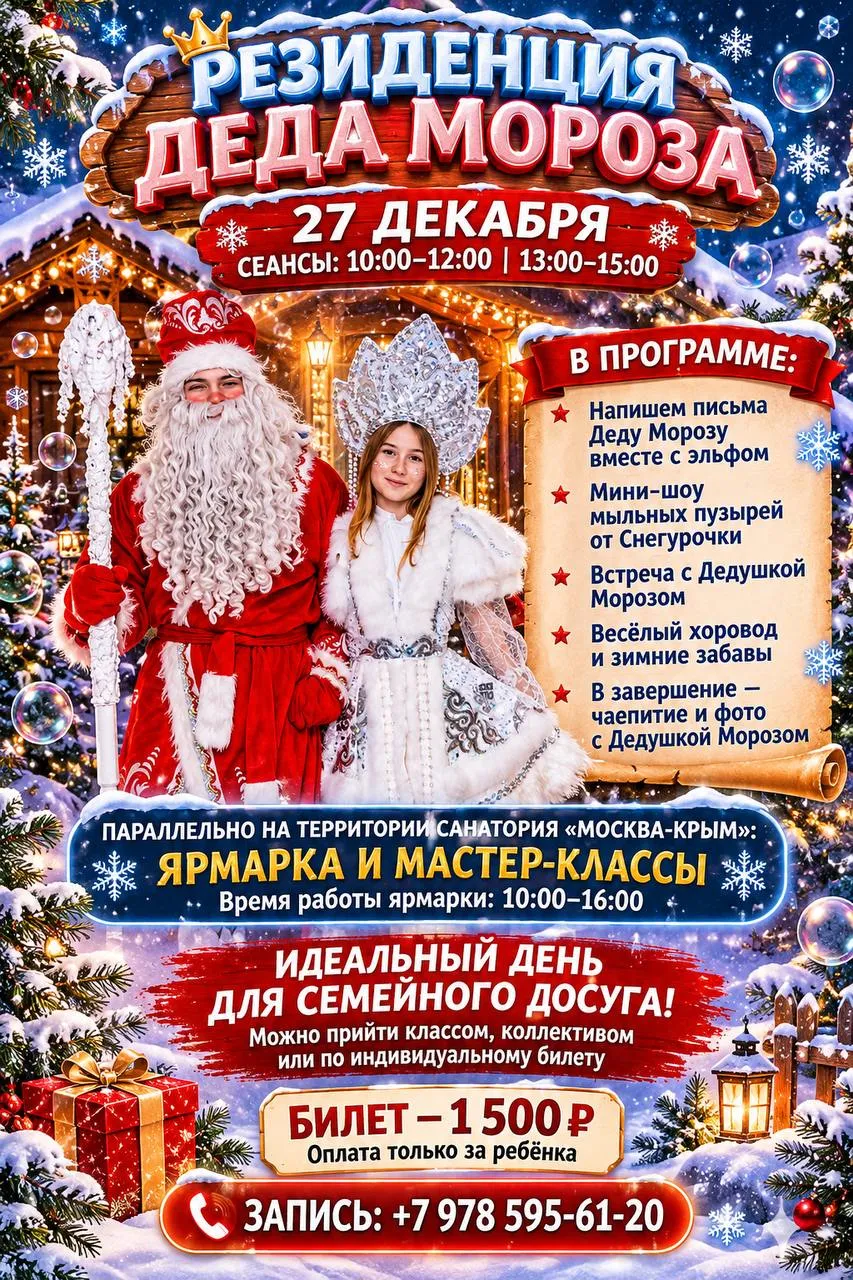 РЕЗИДЕНЦИЯ
ДЕДА МОРОЗА
27 ДЕКАБРЯ
СЕАНСЫ: 10:00–12:00 | 13:00–15:00
В ПРОГРАММЕ:
Напишем письма
Деду Морозу
вместе с эльфом
Мини-шоу
мыльных пузырей
от Снегурочки
Встреча с Дедушкой
Морозом
Весёлый хоровод
и зимние забавы
В завершение —
чаепитие и фото
с Дедушкой Морозом
ПАРАЛЛЕЛЬНО НА ТЕРРИТОРИИ САНАТОРИЯ «МОСКВА-КРЫМ»:
ЯРМАРКА И МАСТЕР-КЛАССЫ
Время работы ярмарки: 10:00–16:00
ИДЕАЛЬНЫЙ ДЕНЬ
ДЛЯ СЕМЕЙНОГО ДОСУГА!
Можно прийти классом, коллективом
или по индивидуальному билету
БИЛЕТ – 1 500 ₽
Оплата только за ребёнка
ЗАПИСЬ: +7 978 595-61-20